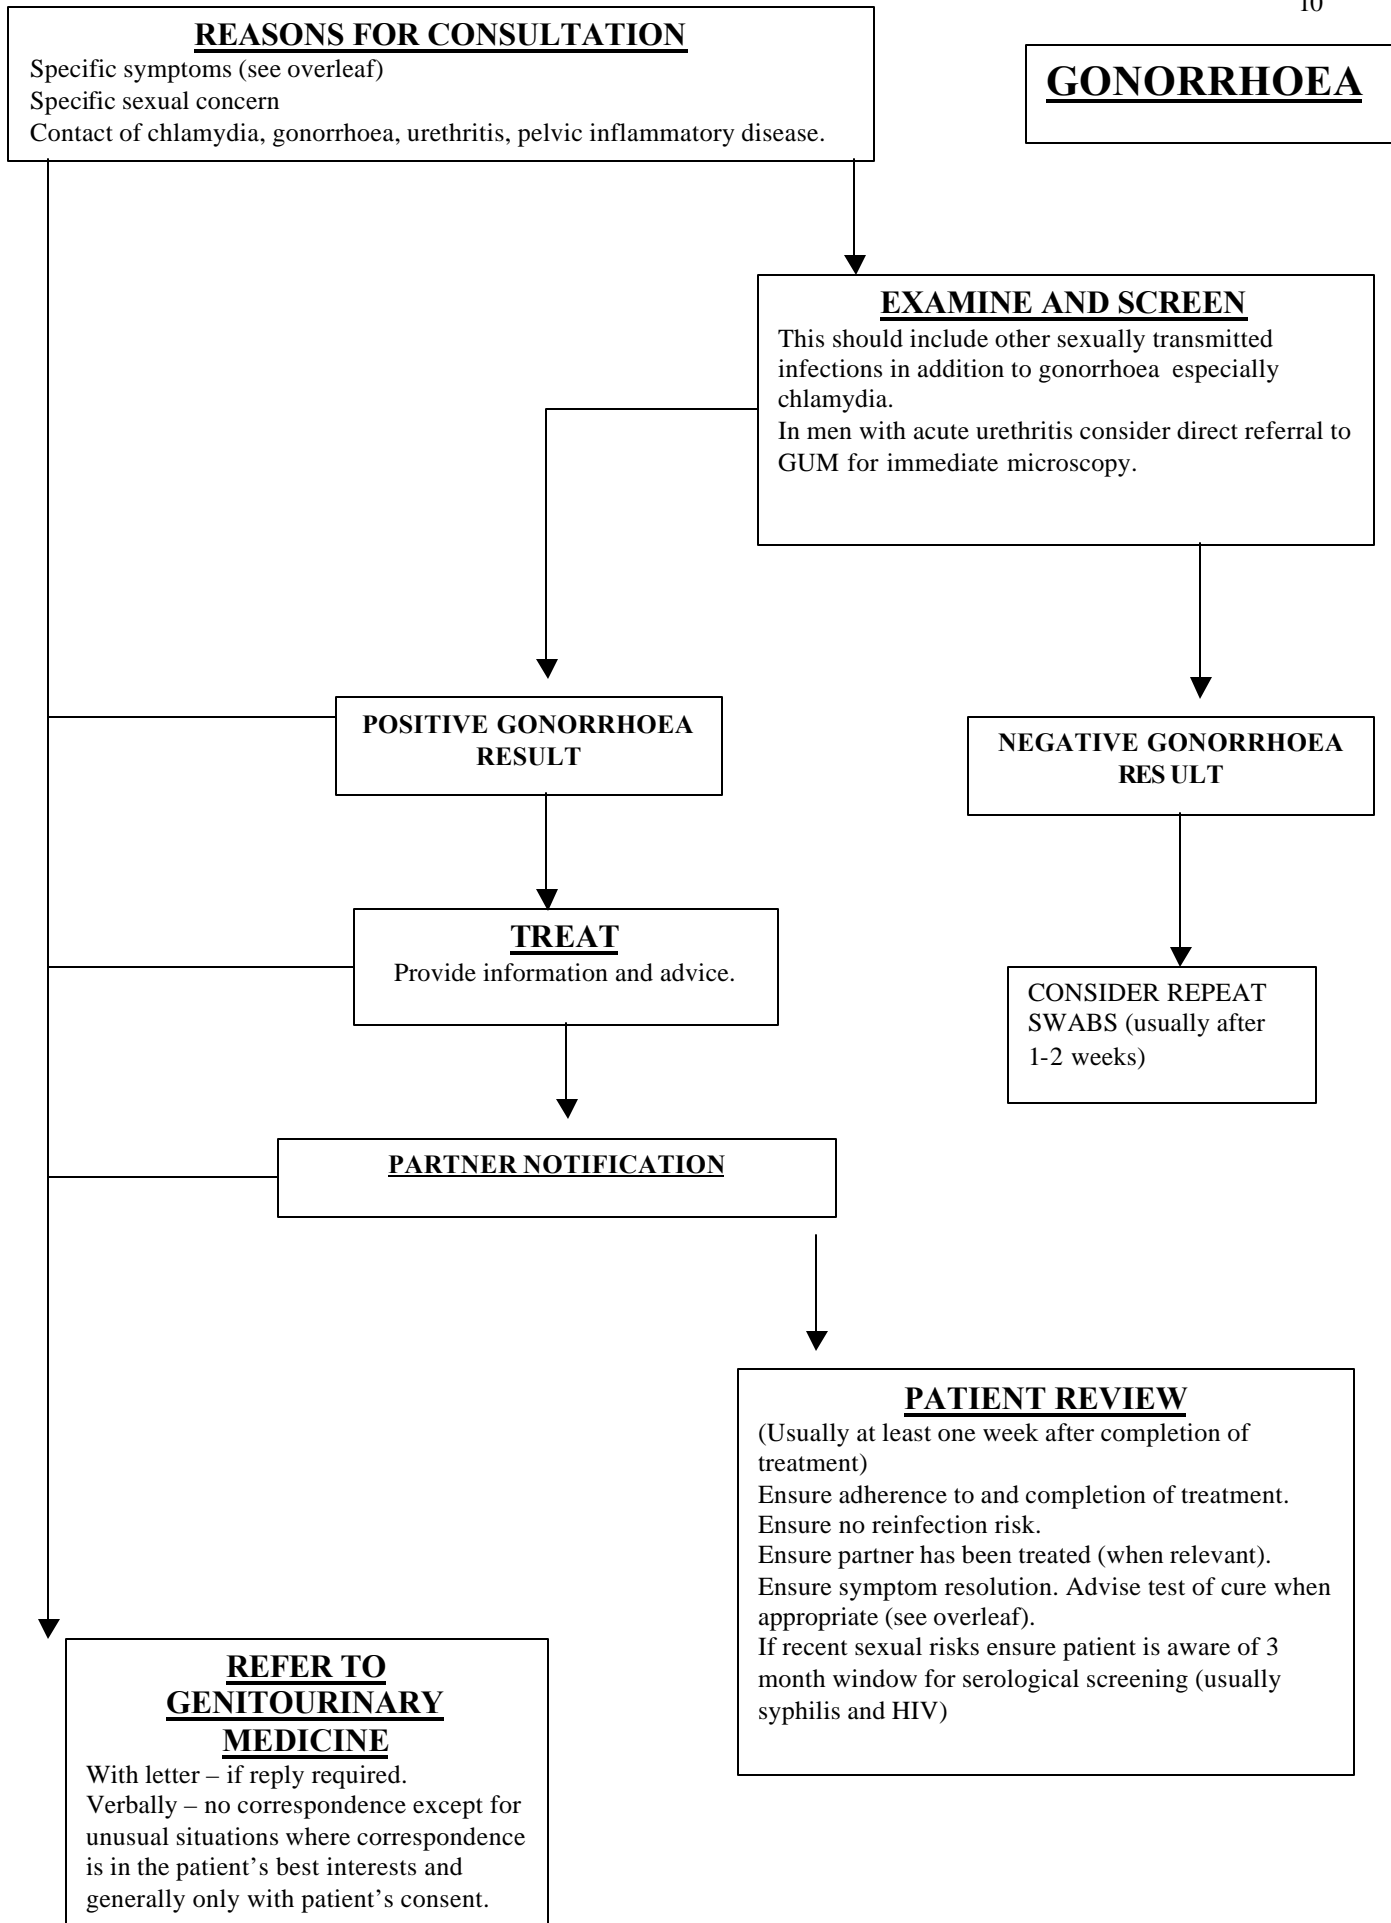 10
REASONS FOR CONSULTATION
Specific symptoms (see overleaf)
Specific sexual concern
Contact of chlamydia, gonorrhoea, urethritis, pelvic inflammatory disease.
GONORRHOEA
EXAMINE AND SCREEN
This should include other sexually transmitted
infections in addition to gonorrhoea especially
chlamydia.
In men with acute urethritis consider direct referral to
GUM for immediate microscopy.
POSITIVE GONORRHOEA
RESULT
NEGATIVE GONORRHOEA
RESULT
TREAT
Provide information and advice.
CONSIDER REPEAT
SWABS (usually after
1-2 weeks)
PARTNER NOTIFICATION
PATIENT REVIEW
(Usually at least one week after completion of
treatment)
Ensure adherence to and completion of treatment.
Ensure no reinfection risk.
Ensure partner has been treated (when relevant).
Ensure symptom resolution. Advise test of cure when
appropriate (see overleaf).
If recent sexual risks ensure patient is aware of 3
month window for serological screening (usually
syphilis and HIV)
REFER TO
GENITOURINARY
MEDICINE
With letter – if reply required.
Verbally – no correspondence except for
unusual situations where correspondence
is in the patient’s best interests and
generally only with patient’s consent.